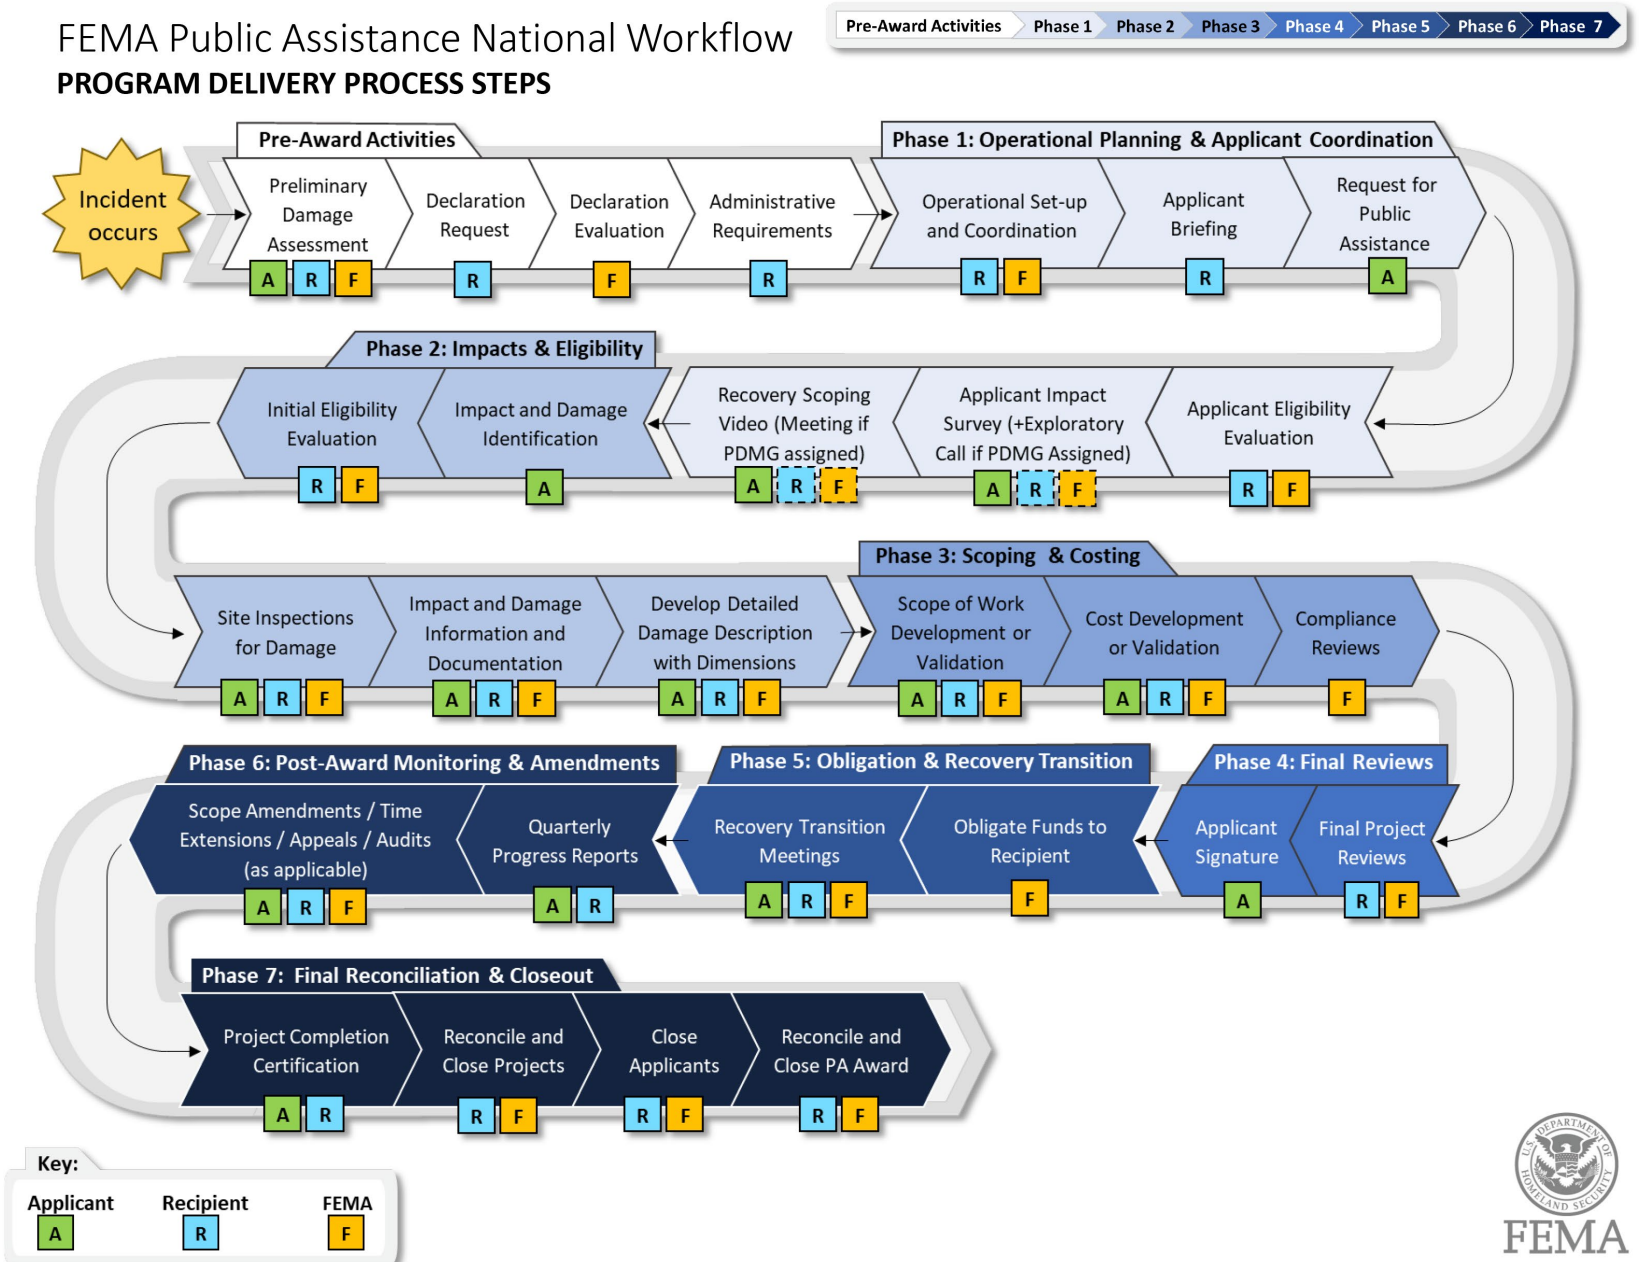 FEMA Public Assistance National Workflow
PROGRAM DELIVERY PROCESS STEPS
Pre-Award Activities
Phase 1
Phase 2
Phase 3
Phase 4
Phase 5
Phase 6
Phase 7
Incident
occurs
Pre-Award Activities
Preliminary
Damage
Assessment
A R F
Declaration
Request
R
Declaration
Evaluation
F
Administrative
Requirements
R
Phase 1: Operational Planning & Applicant Coordination
Operational Set-up
and Coordination
R F
Applicant
Briefing
R
Request for
Public
Assistance
A
Applicant Eligibility
Evaluation
R F
Applicant Impact
Survey (+Exploratory
Call if PDMG Assigned)
A R F
Recovery Scoping
Video (Meeting if
PDMG assigned)
A R F
Phase 2: Impacts & Eligibility
Impact and Damage
Identification
A
Initial Eligibility
Evaluation
R F
Site Inspections
for Damage
A R F
Impact and Damage
Information and
Documentation
A R F
Develop Detailed
Damage Description
with Dimensions
A R F
Phase 3: Scoping & Costing
Scope of Work
Development or
Validation
A R F
Cost Development
or Validation
A R F
Compliance
Reviews
F
Phase 4: Final Reviews
Final Project
Reviews
R F
Applicant
Signature
A
Phase 5: Obligation & Recovery Transition
Obligate Funds to
Recipient
F
Recovery Transition
Meetings
A R F
Phase 6: Post-Award Monitoring & Amendments
Quarterly
Progress Reports
A R
Scope Amendments / Time
Extensions / Appeals / Audits
(as applicable)
A R F
Phase 7: Final Reconciliation & Closeout
Project Completion
Certification
A R
Reconcile and
Close Projects
R F
Close
Applicants
R F
Reconcile and
Close PA Award
R F
Key:
Applicant
A
Recipient
R
FEMA
F
U.S. DEPARTMENT OF
HOMELAND SECURITY
FEMA